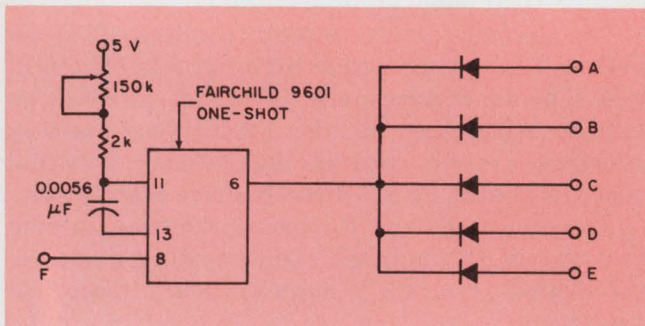 5 V
150k
FAIRCHILD 9601
ONE-SHOT
2k
0.0056
μF
11
13
8
6
F
A
B
C
D
E